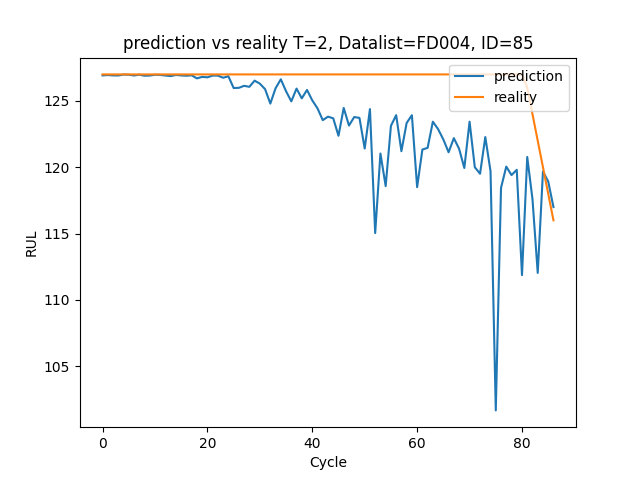 prediction vs reality T=2, Datalist=FD004, ID=85
prediction
reality
RUL
125
120
115
110
105
0 20 40 60 80
Cycle